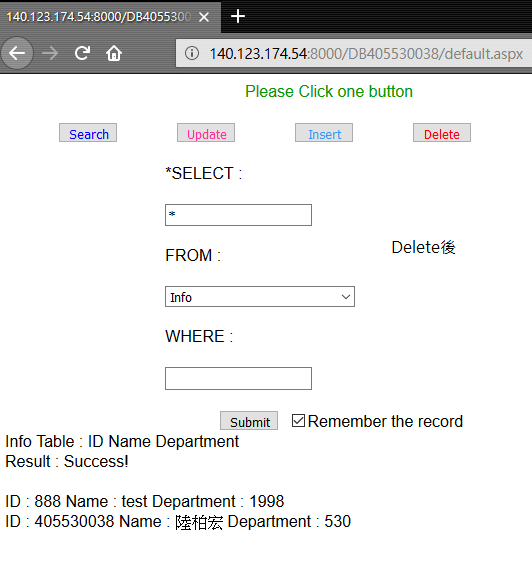 140.123.174.54:8000/DB4055300
140.123.174.54:8000/DB405530038/default.aspx
Please Click one button
Search Update Insert Delete
*SELECT :
*
Delete後
FROM :
Info
WHERE :
Submit Remember the record
Info Table : ID Name Department
Result : Success!
ID : 888 Name : test Department : 1998
ID : 405530038 Name : 陸柏宏 Department : 530